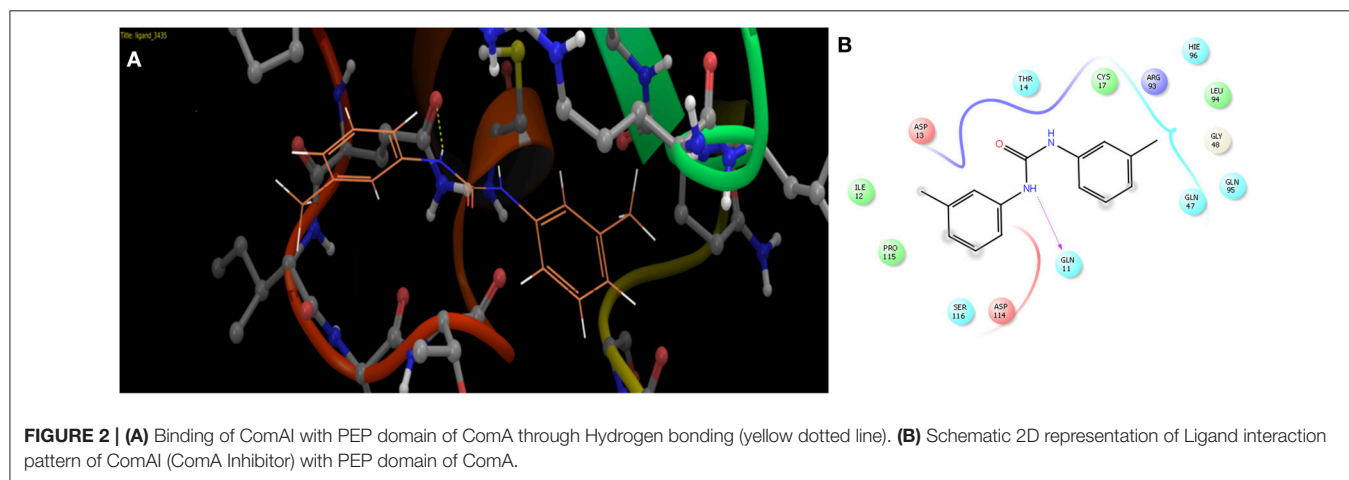 Title: ligand_3435
A
B
HIE
96
THR
14
CYS
17
ARG
93
LEU
94
ASP
13
GLY
48
O
NH
GLN
95
ILE
12
NH
GLN
47
PRO
115
GLN
11
SER
116
ASP
114
FIGURE 2 | (A) Binding of ComAI with PEP domain of ComA through Hydrogen bonding (yellow dotted line). (B) Schematic 2D representation of Ligand interaction
pattern of ComAI (ComA Inhibitor) with PEP domain of ComA.